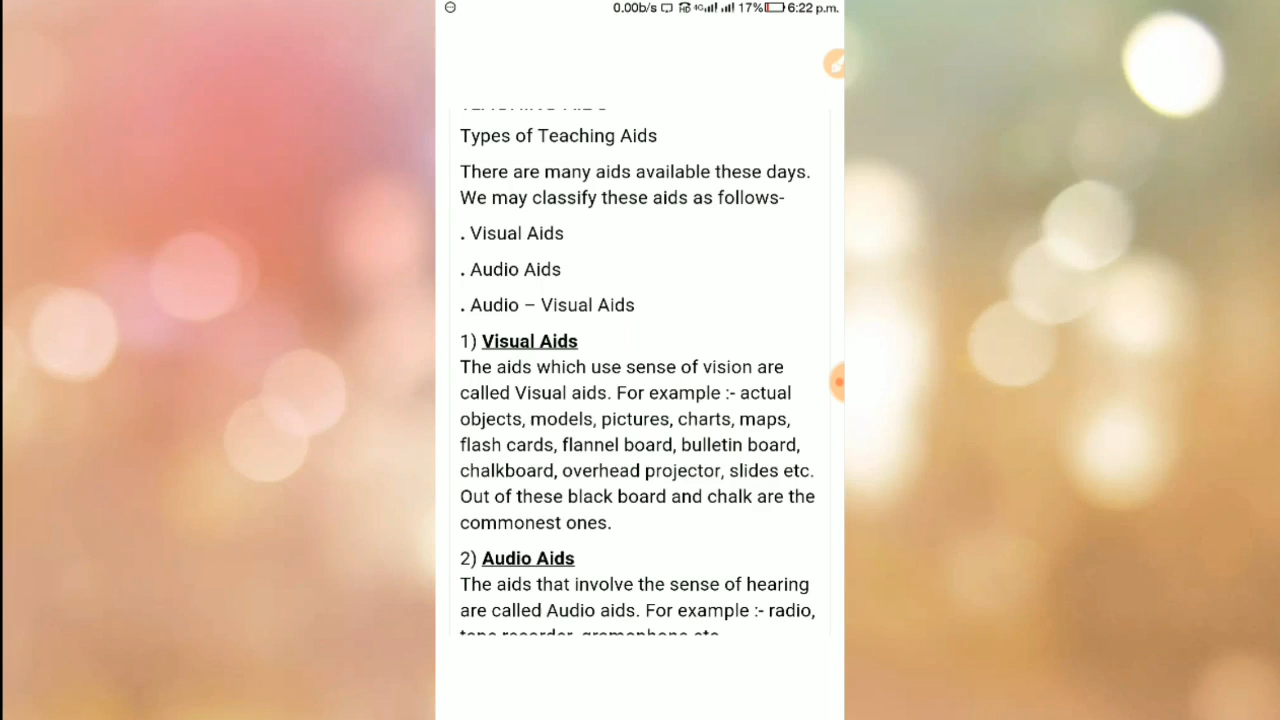 0.00b/s 4G 17% 6:22 p.m.
Types of Teaching Aids
There are many aids available these days.
We may classify these aids as follows-
. Visual Aids
. Audio Aids
. Audio – Visual Aids
1) Visual Aids
The aids which use sense of vision are
called Visual aids. For example :- actual
objects, models, pictures, charts, maps,
flash cards, flannel board, bulletin board,
chalkboard, overhead projector, slides etc.
Out of these black board and chalk are the
commonest ones.
2) Audio Aids
The aids that involve the sense of hearing
are called Audio aids. For example :- radio,